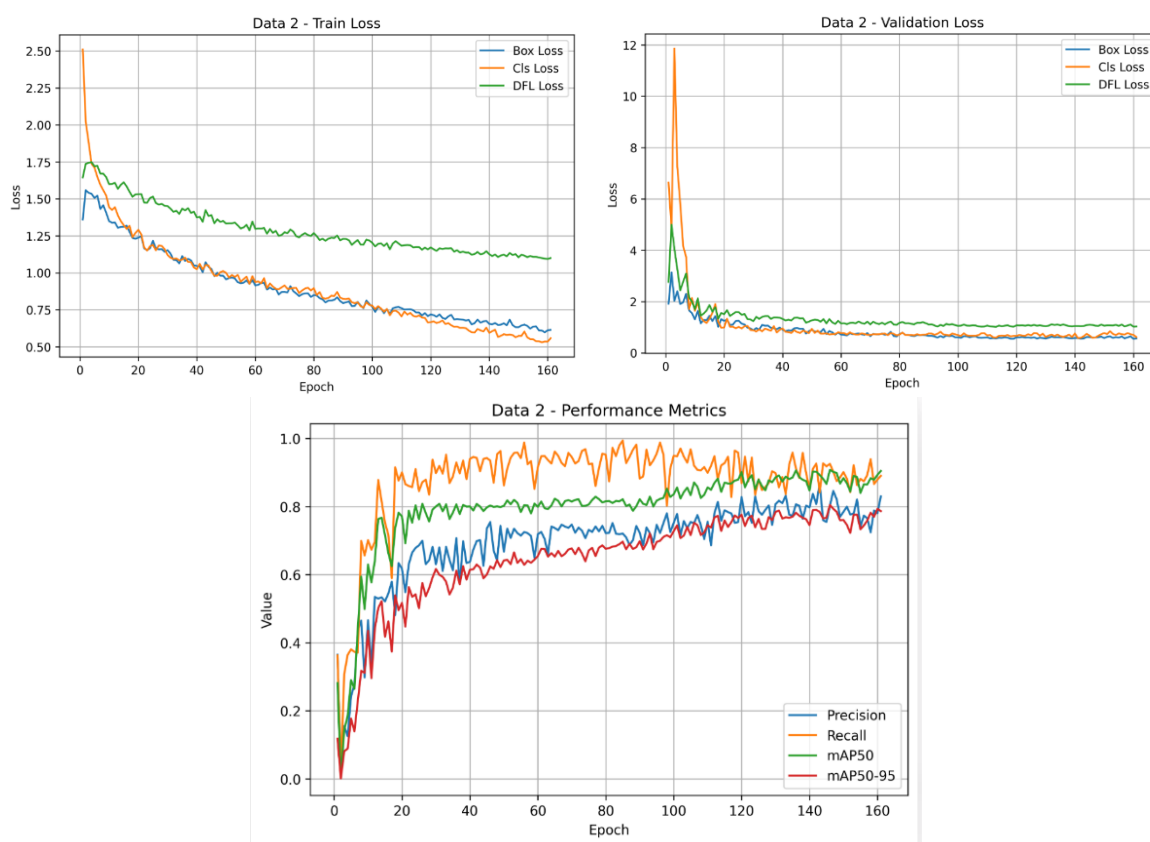 Data 2 - Train Loss
2.50
2.25
2.00
1.75
1.50
1.25
1.00
0.75
0.50
Loss
Box Loss
Cls Loss
DFL Loss
0 20 40 60 80 100 120 140 160
Epoch
Data 2 - Validation Loss
12
10
8
6
4
2
0
Loss
Box Loss
Cls Loss
DFL Loss
0 20 40 60 80 100 120 140 160
Epoch
Data 2 - Performance Metrics
1.0
0.8
0.6
0.4
0.2
0.0
Value
Precision
Recall
mAP50
mAP50-95
0 20 40 60 80 100 120 140 160
Epoch